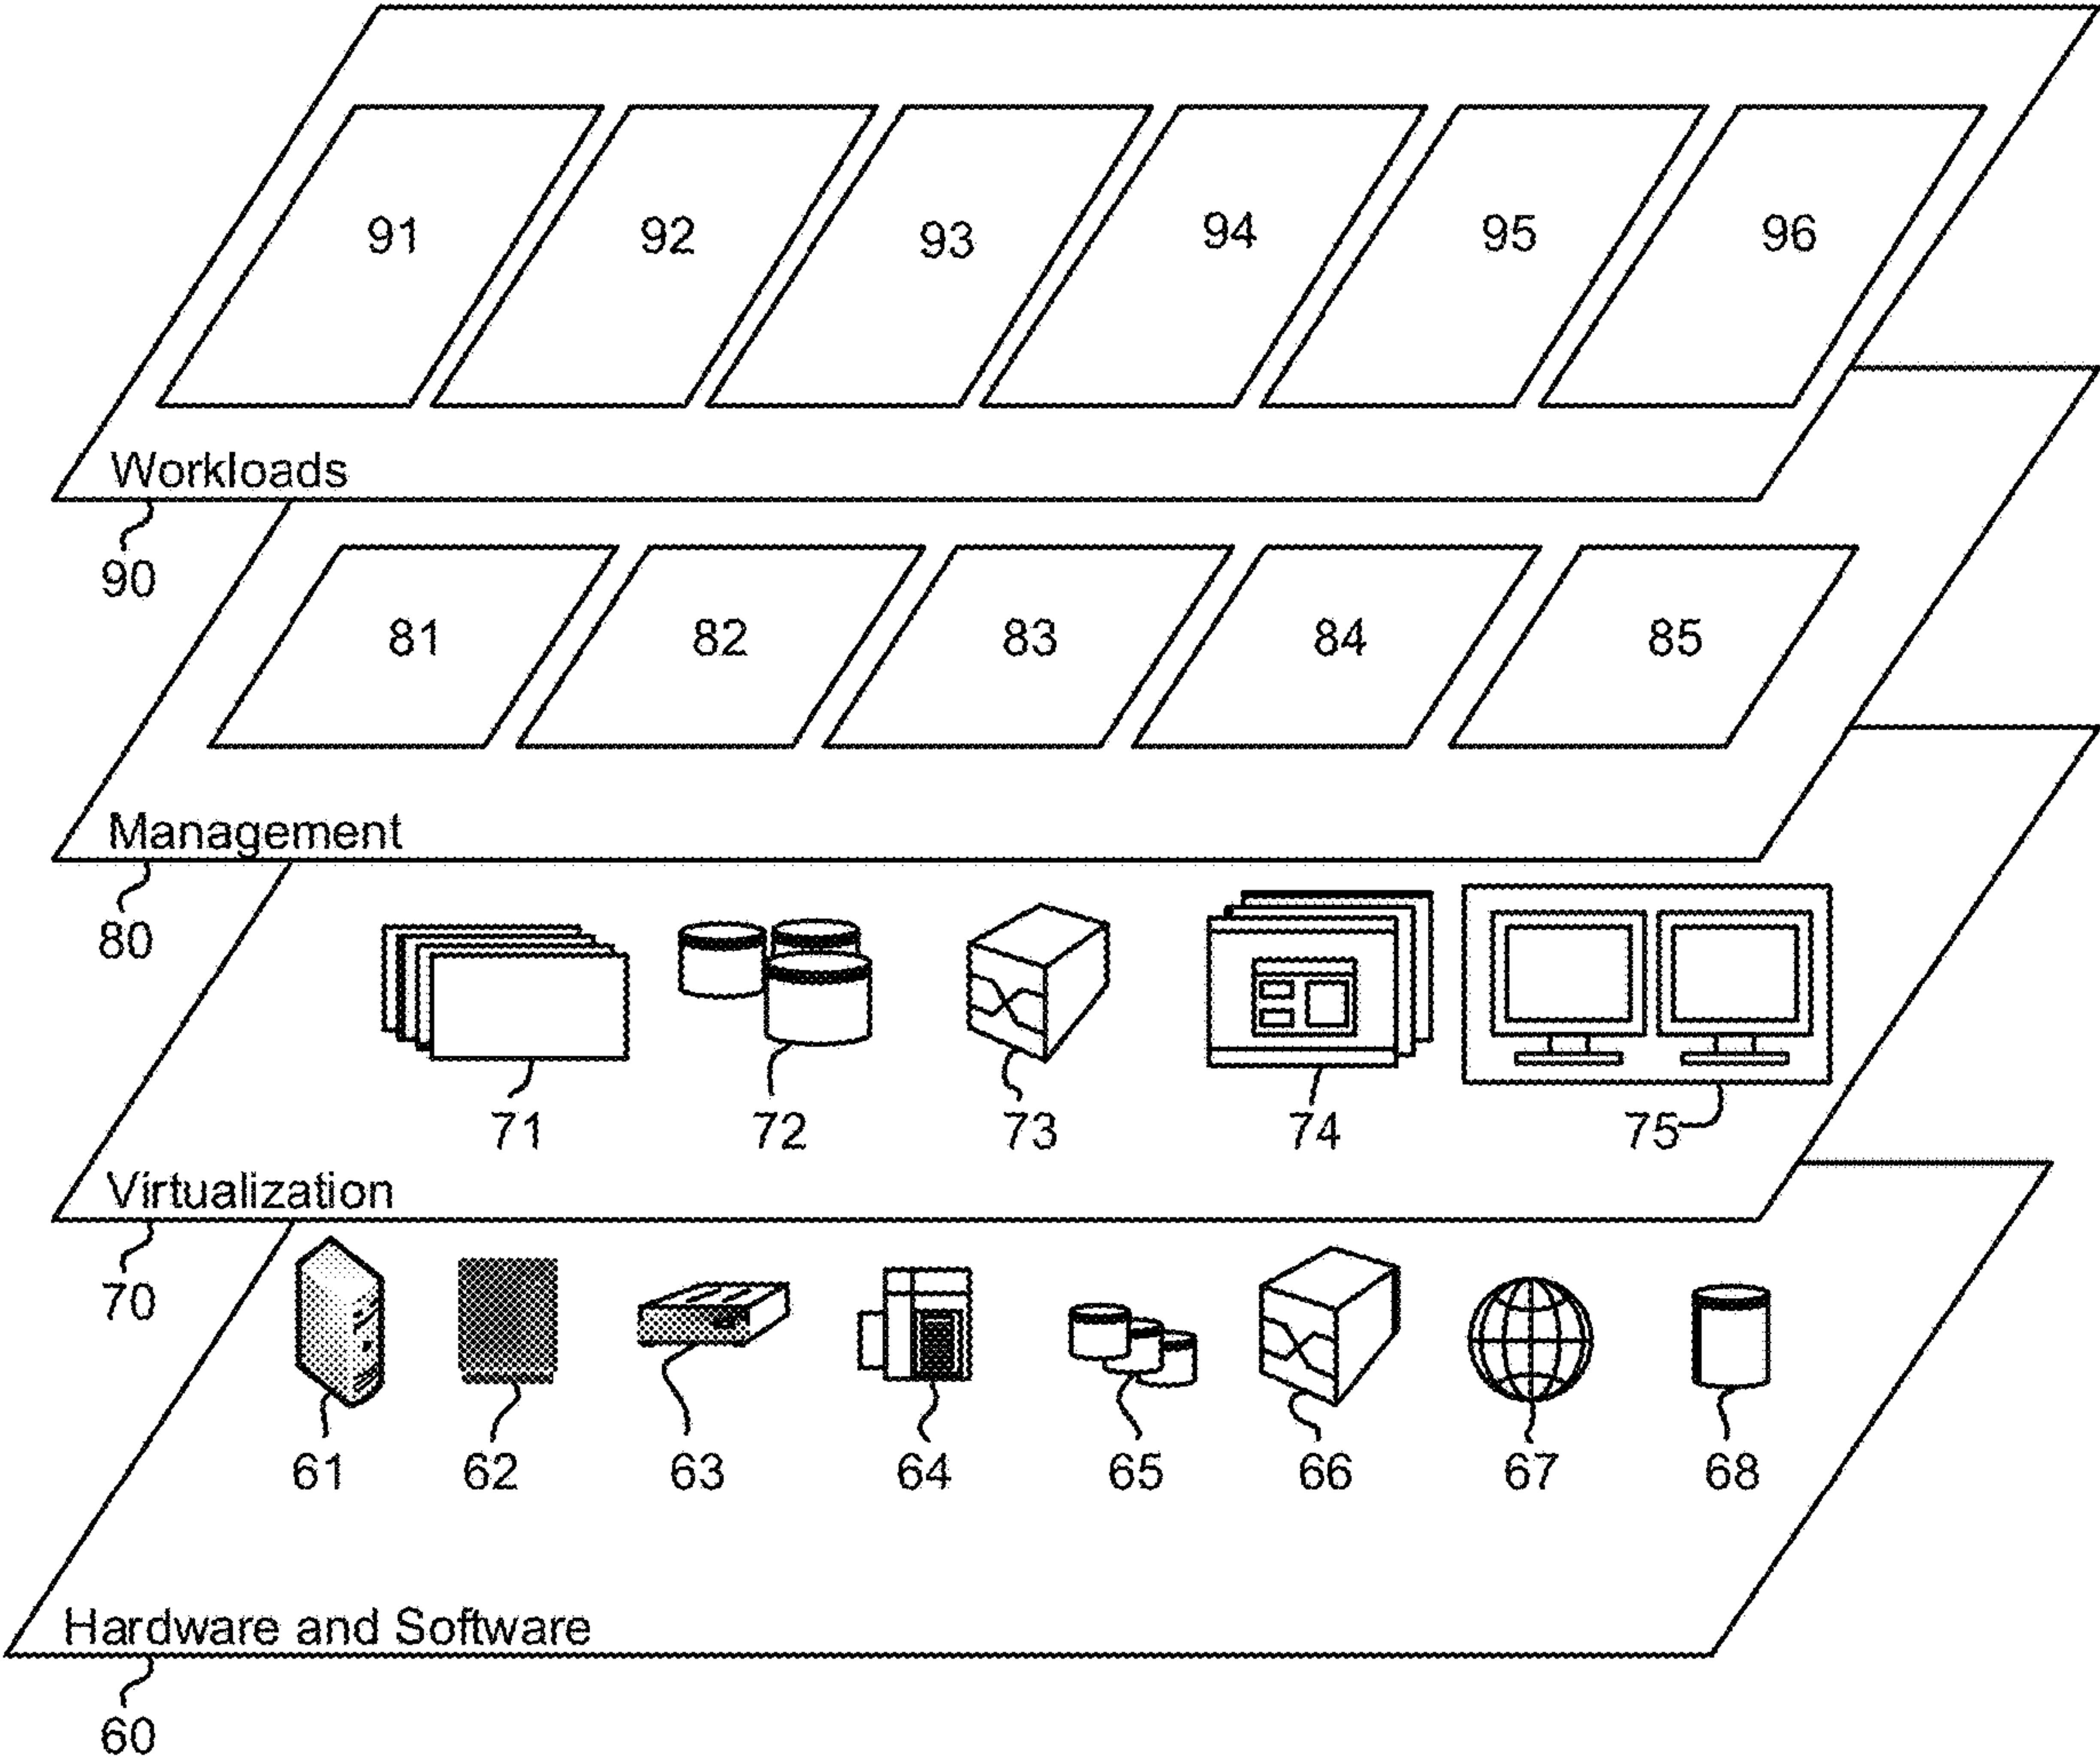 91 92 93 94 95 96
Workloads
90
81 82 83 84 85
Management
80
71 72 73 74 75
Virtualization
70
61 62 63 64 65 66 67 68
Hardware and Software
60